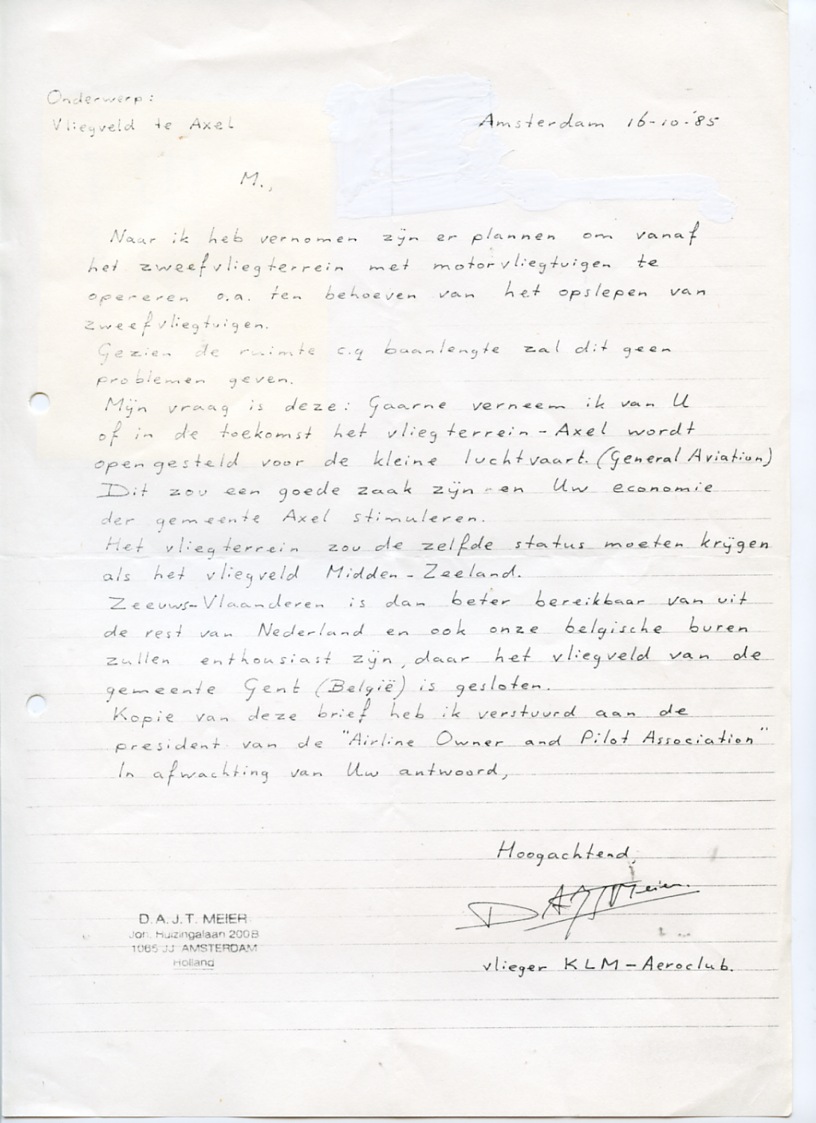 Onderwerp:
Vliegveld te Axel
Amsterdam 16-10-'85
M.,
Naar ik heb vernomen zijn er plannen om vanaf
het zweefvliegterrein met motorvliegtuigen te
opereren o.a. ten behoeven van het opslepen van
zweefvliegtuigen.
Gezien de ruimte c.q baanlengte zal dit geen
problemen geven.
Mijn vraag is deze: Gaarne verneem ik van U
of in de toekomst het vliegterrein-Axel wordt
opengesteld voor de kleine luchtvaart. (General Aviation)
Dit zou een goede zaak zijn en Uw economie
der gemeente Axel stimuleren.
Het vliegterrein zou de zelfde status moeten krijgen
als het vliegveld Midden-Zeeland.
Zeeuws-Vlaanderen is dan beter bereikbaar van uit
de rest van Nederland en ook onze belgische buren
zullen enthousiast zijn, daar het vliegveld van de
gemeente Gent (België) is gesloten.
Kopie van deze brief heb ik verstuurd aan de
president van de "Airline Owner and Pilot Association"
In afwachting van Uw antwoord,
Hoogachtend,
DAJTMeier.
vlieger KLM-Aeroclub.
D.A.J.T. MEIER
Joh. Huizingalaan 200B
1065 JJ AMSTERDAM
Holland